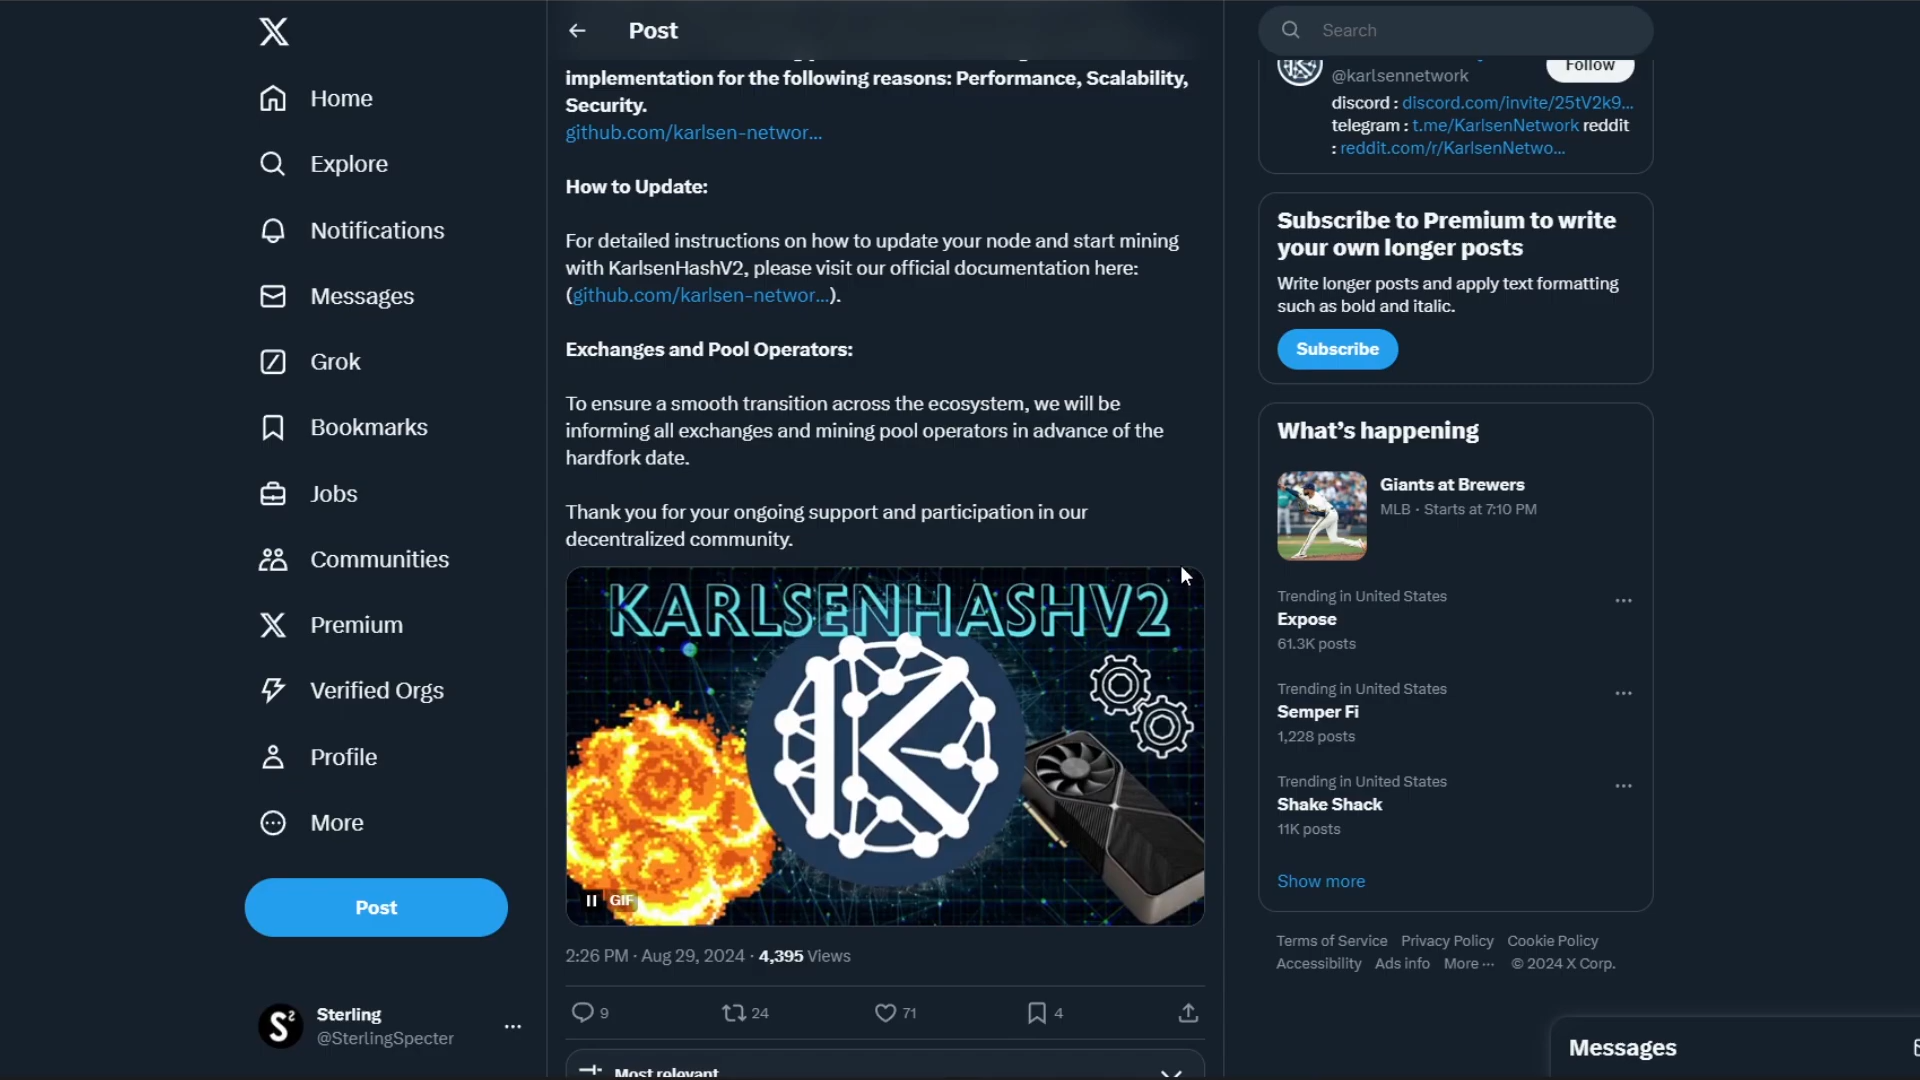 Home
Explore
Notifications
Messages
Grok
Bookmarks
Jobs
Communities
Premium
Verified Orgs
Profile
More
Post
Sterling
@SterlingSpecter
Post
implementation for the following reasons: Performance, Scalability,
Security.
github.com/karlsen-networ...
How to Update:
For detailed instructions on how to update your node and start mining
with KarlsenHashV2, please visit our official documentation here:
(github.com/karlsen-networ...).
Exchanges and Pool Operators:
To ensure a smooth transition across the ecosystem, we will be
informing all exchanges and mining pool operators in advance of the
hardfork date.
Thank you for your ongoing support and participation in our
decentralized community.
KARLSENHASHV2
GIF
2:26 PM · Aug 29, 2024 · 4,395 Views
9 24 71 4
Most relevant
Search
@karlsennetwork
Follow
discord : discord.com/invite/25tV2k9...
telegram : t.me/KarlsenNetwork reddit
: reddit.com/r/KarlsenNetwo...
Subscribe to Premium to write
your own longer posts
Write longer posts and apply text formatting
such as bold and italic.
Subscribe
What's happening
Giants at Brewers
MLB · Starts at 7:10 PM
Trending in United States
Expose
61.3K posts
Trending in United States
Semper Fi
1,228 posts
Trending in United States
Shake Shack
11K posts
Show more
Terms of Service Privacy Policy Cookie Policy
Accessibility Ads info More ··· © 2024 X Corp.
Messages